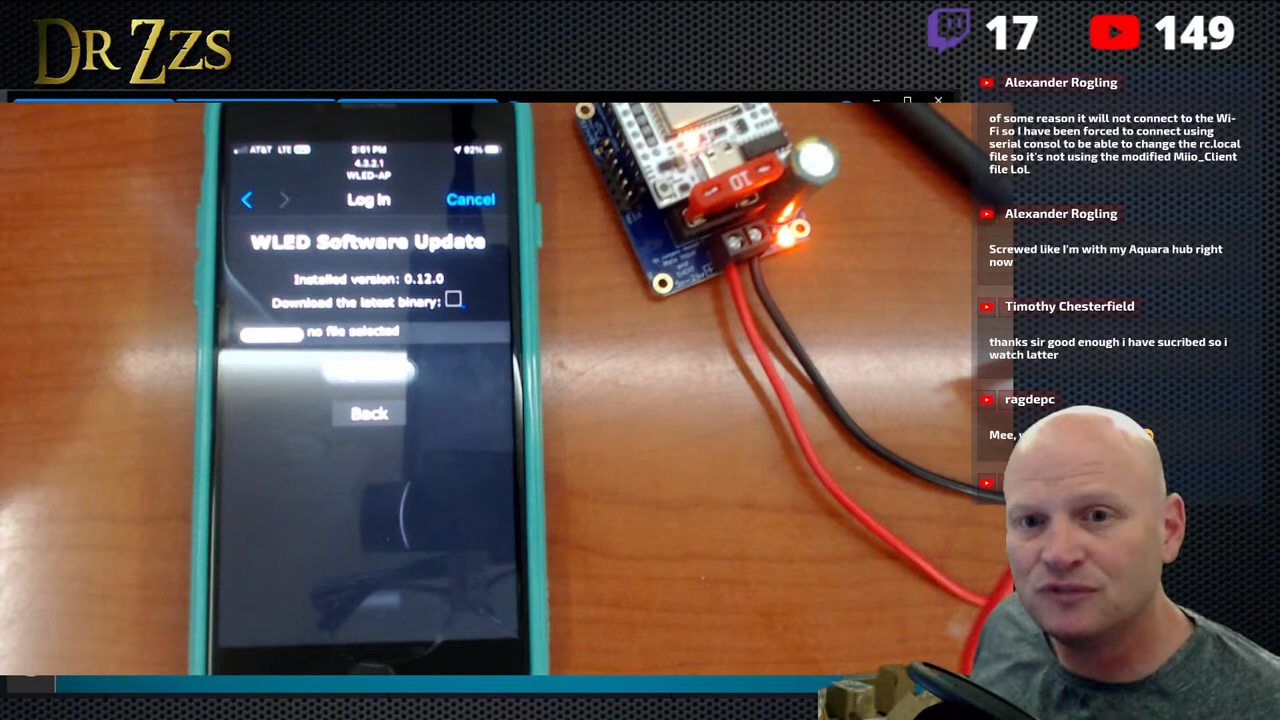 DR ZZS
17
149
AT&T LTE
2:51 PM
92%
4.3.2.1
WLED-AP
Log In
Cancel
WLED Software Update
Installed version: 0.12.0
Download the latest binary:
no file selected
Back
10
Alexander Rogling
of some reason it will not connect to the Wi-
Fi so I have been forced to connect using
serial consol to be able to change the rc.local
file so it's not using the modified Miio_Client
file LoL
Alexander Rogling
Screwed like I'm with my Aquara hub right
now
Timothy Chesterfield
thanks sir good enough i have sucribed so i
watch latter
ragdepc
Mee,